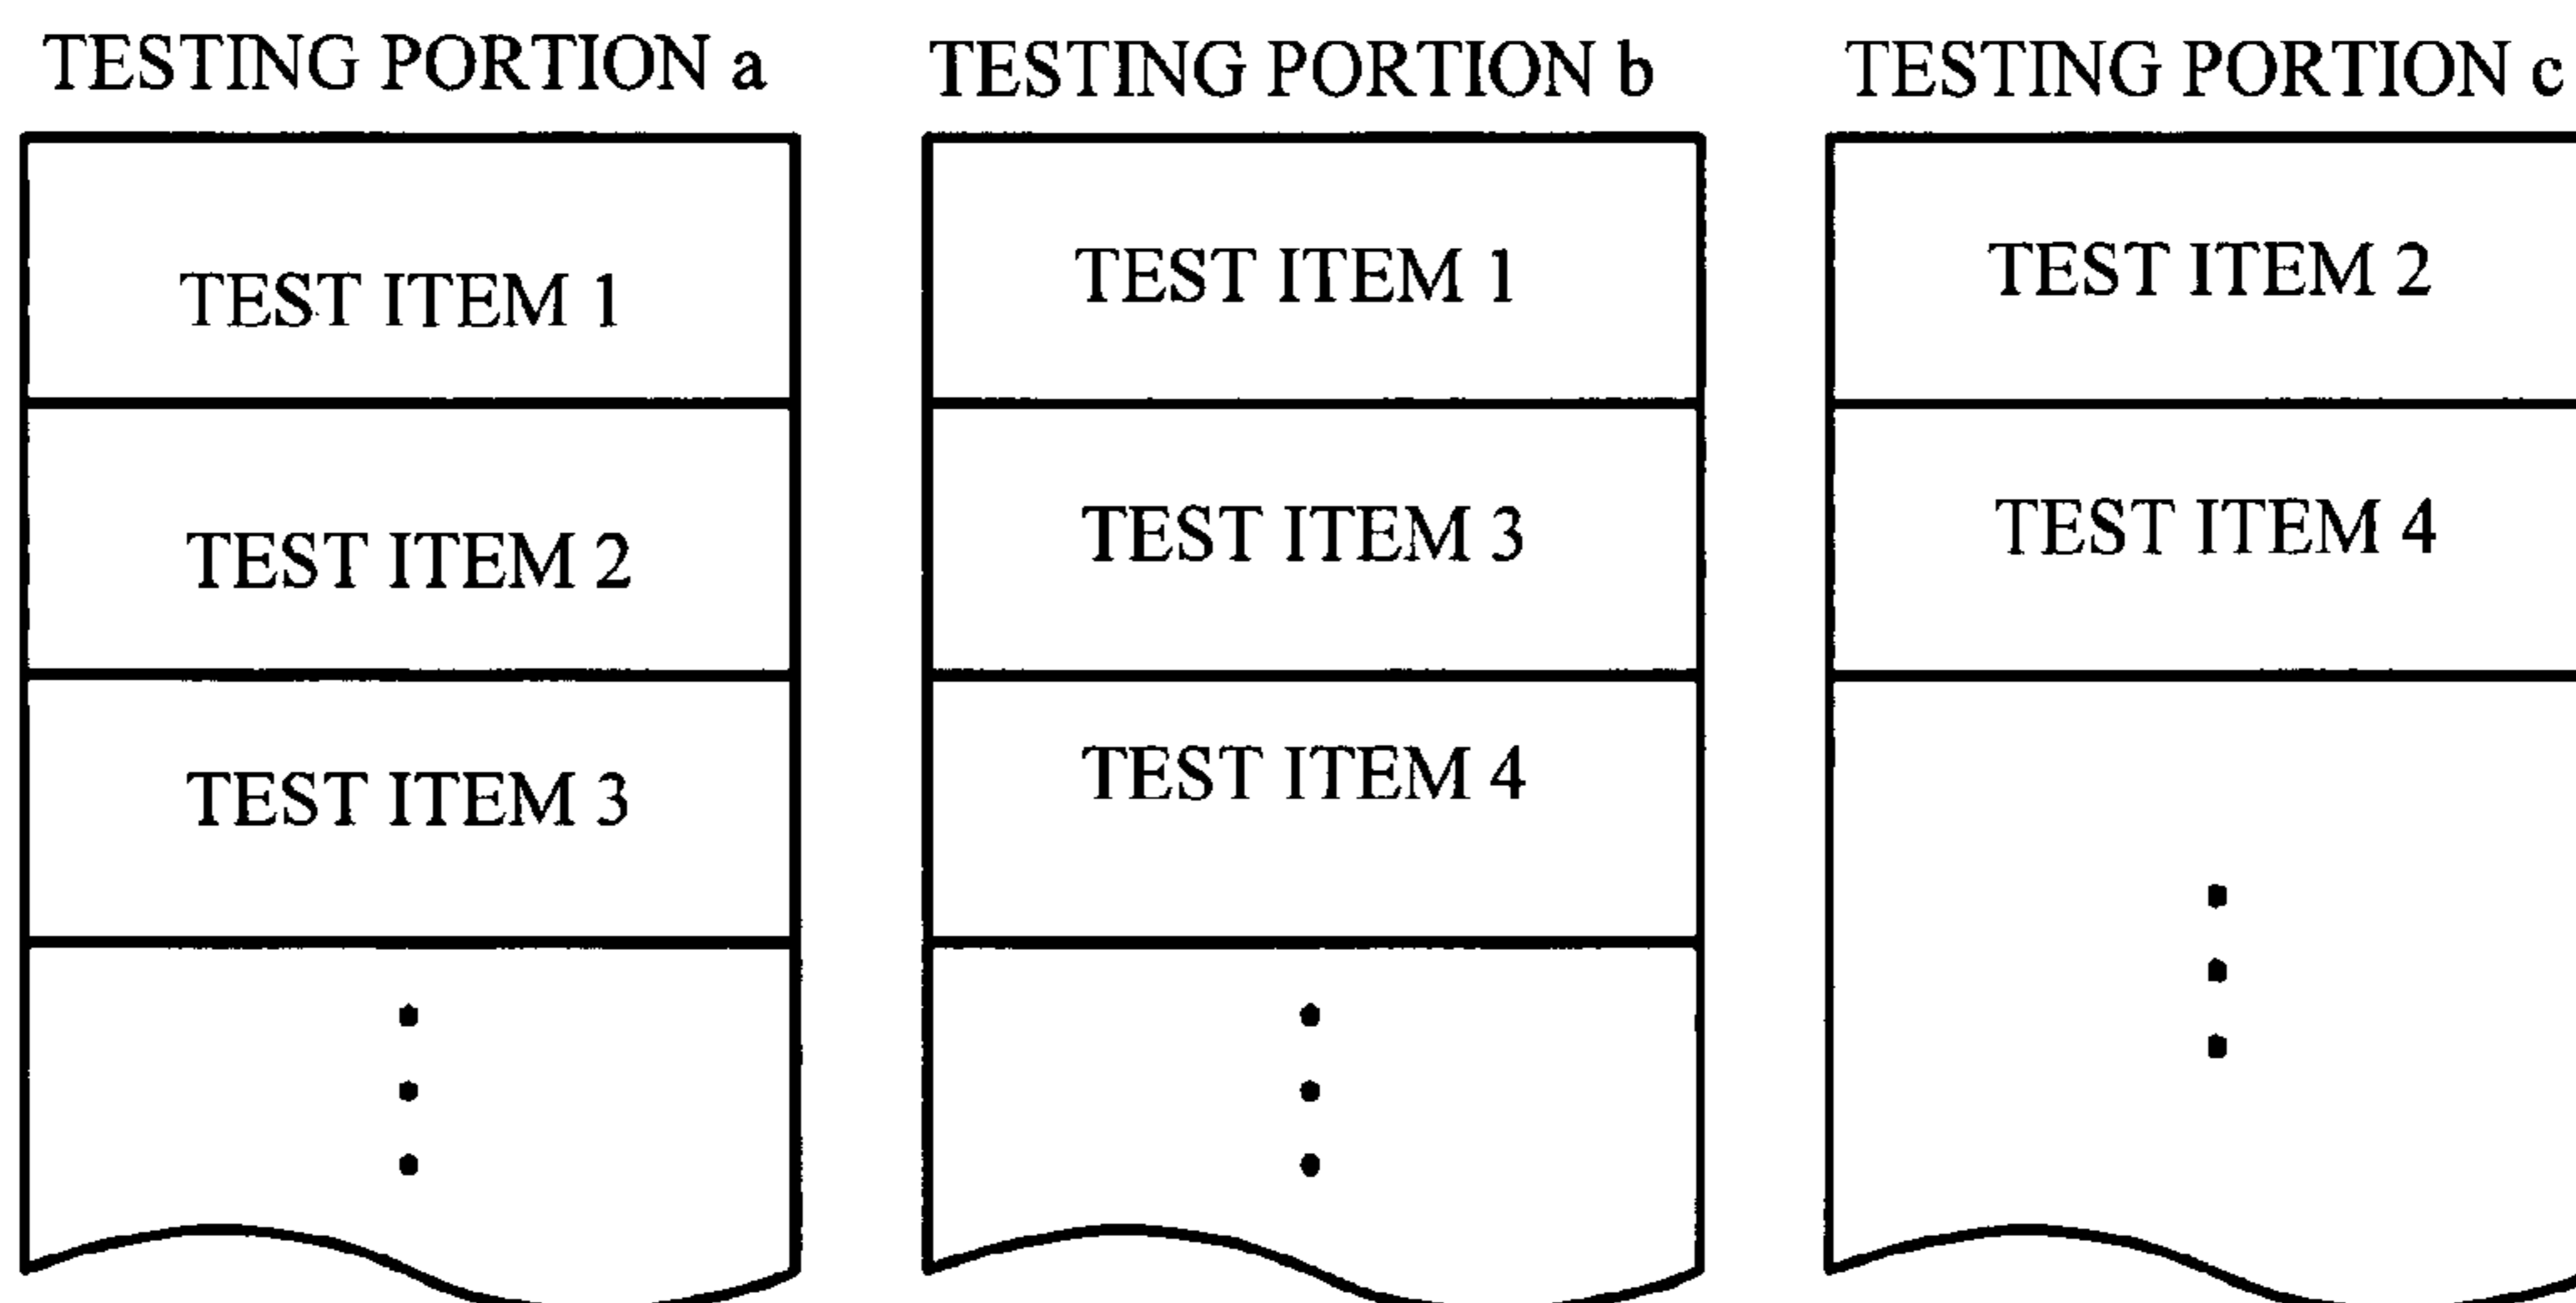 TESTING PORTION a
TEST ITEM 1
TEST ITEM 2
TEST ITEM 3
TESTING PORTION b
TEST ITEM 1
TEST ITEM 3
TEST ITEM 4
TESTING PORTION c
TEST ITEM 2
TEST ITEM 4